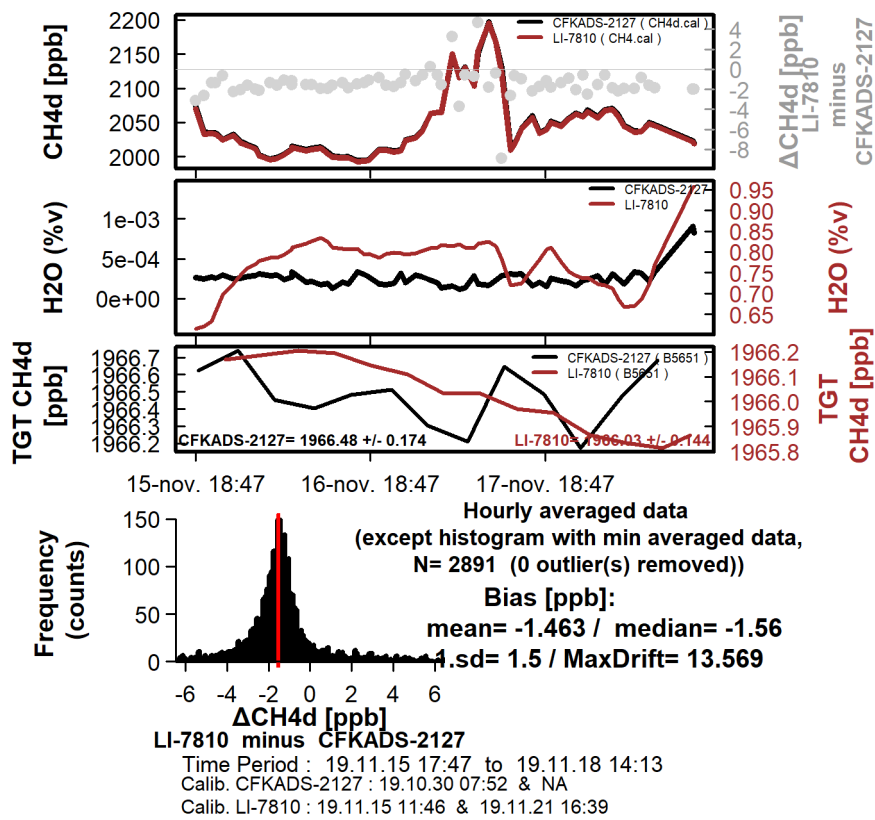 CH4d [ppb]
2200
2150
2100
2050
2000
CFKADS-2127 ( CH4d.cal )
LI-7810 ( CH4.cal )
4
2
0
-2
-4
-6
-8
ΔCH4d [ppb]
LI-7810
minus
CFKADS-2127
H2O (%v)
1e-03
5e-04
0e+00
CFKADS-2127
LI-7810
0.95
0.90
0.85
0.80
0.75
0.70
0.65
H2O (%v)
TGT CH4d
[ppb]
1966.7
1966.6
1966.4
1966.3
1966.2
CFKADS-2127 ( B5651 )
LI-7810 ( B5651 )
CFKADS-2127= 1966.48 +/- 0.174
LI-7810= 1966.03 +/- 0.144
1966.2
1966.1
1966.0
1965.9
1965.8
TGT
CH4d [ppb]
15-nov. 18:47
16-nov. 18:47
17-nov. 18:47
Frequency
(counts)
150
100
50
0
-6
-4
-2
0
2
4
6
ΔCH4d [ppb]
LI-7810 minus CFKADS-2127
Hourly averaged data
(except histogram with min averaged data,
N= 2891 (0 outlier(s) removed))
Bias [ppb]:
mean= -1.463 / median= -1.56
1.sd= 1.5 / MaxDrift= 13.569
Time Period : 19.11.15 17:47 to 19.11.18 14:13
Calib. CFKADS-2127 : 19.10.30 07:52 & NA
Calib. LI-7810 : 19.11.15 11:46 & 19.11.21 16:39